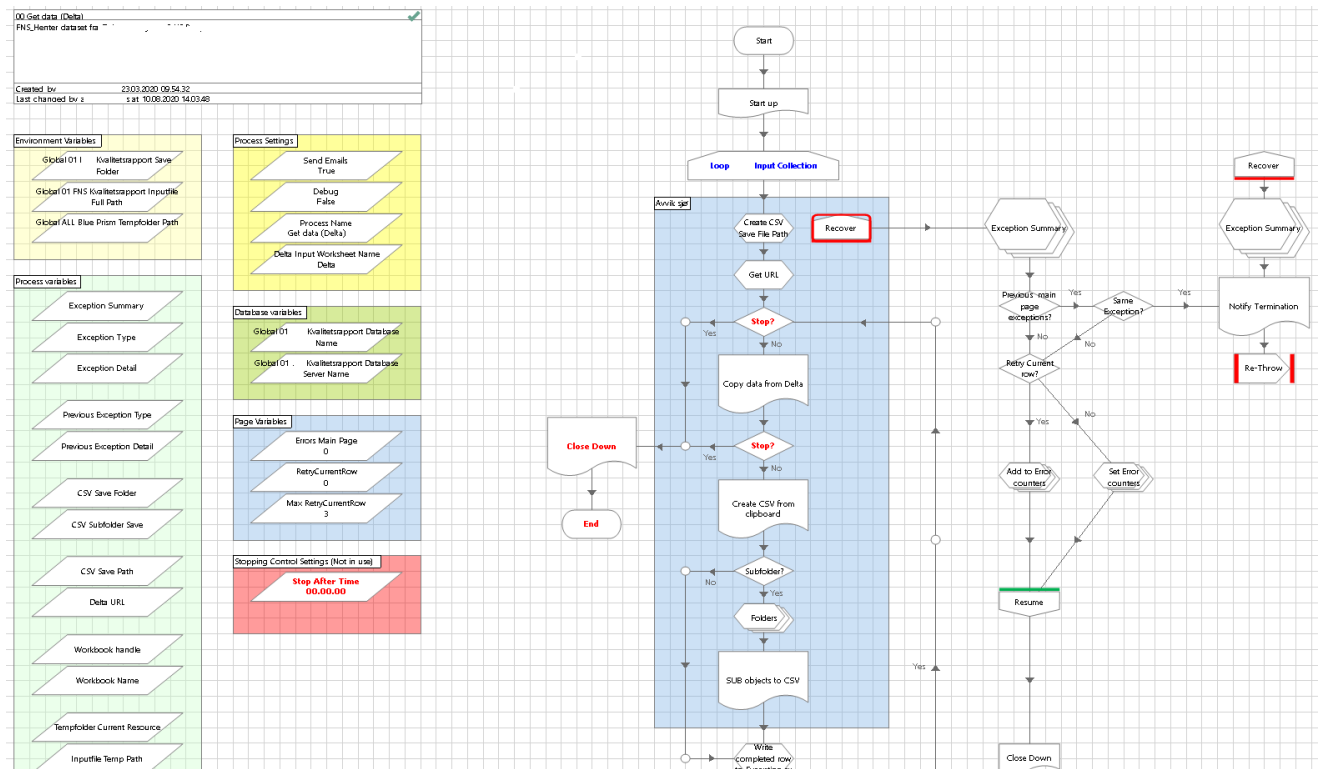 00 Get data (Delta)
FNS_Henter dataset fra
Created by 23.03.2020 09.54.32
Last changed by a s at 10.08.2020 14.03.48
Environment Variables
Global 01 I Kvalitetsrapport Save
Folder
Global 01 FNS Kvalitetsrapport Inputfile
Full Path
Global ALL Blue Prism Tempfolder Path
Process variables
Exception Summary
Exception Type
Exception Detail
Previous Exception Type
Previous Exception Detail
CSV Save Folder
CSV Subfolder Save
CSV Save Path
Delta URL
Workbook handle
Workbook Name
Tempfolder Current Resource
Inputfile Temp Path
Process Settings
Send Emails
True
Debug
False
Process Name
Get data (Delta)
Delta Input Worksheet Name
Delta
Database variables
Global 01 Kvalitetsrapport Database
Name
Global 01 . Kvalitetsrapport Database
Server Name
Page Variables
Errors Main Page
0
RetryCurrentRow
0
Max RetryCurrentRow
3
Stopping Control Settings (Not in use)
Stop After Time
00.00.00
Start
Start up
Loop Input Collection
Avvik sjø
Create CSV
Save File Path
Get URL
Stop?
Yes
No
Copy data from Delta
Stop?
Yes
No
Close Down
End
Create CSV from
clipboard
Subfolder?
No
Yes
Folders
SUB objects to CSV
Write
completed row
Yes
Recover
Exception Summary
Previous main
page
exceptions?
Yes
No
Same
Exception?
Yes
No
Retry Current
row?
Yes
No
Add to Error
counters
Set Error
counters
Resume
Close Down
Recover
Exception Summary
Notify Termination
Re-Throw